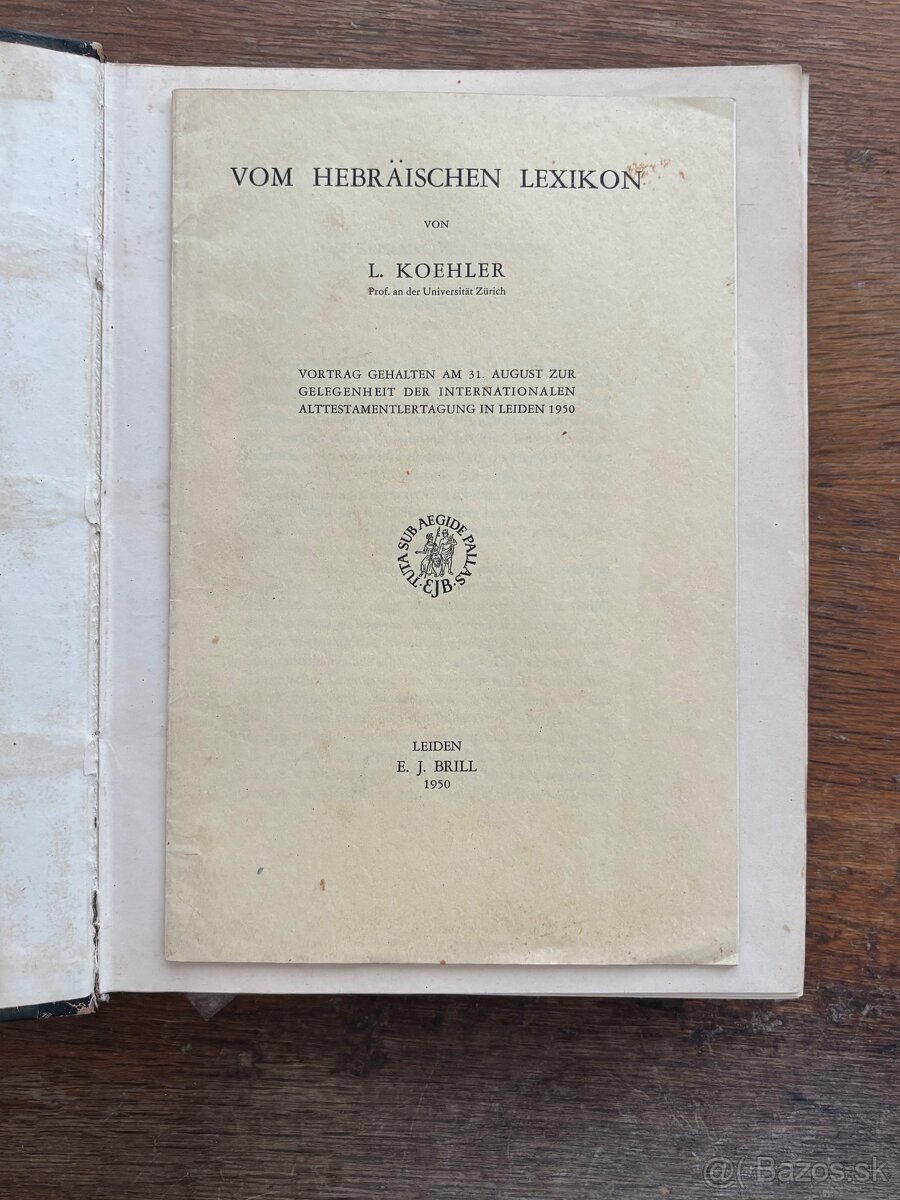 VOM HEBRÄISCHEN LEXIKON
VON
L. KOEHLER
Prof. an der Universität Zürich
VORTRAG GEHALTEN AM 31. AUGUST ZUR
GELEGENHEIT DER INTERNATIONALEN
ALTTESTAMENTLERTAGUNG IN LEIDEN 1950
TUTA SUB AEGIDE PALLAS
EJB
LEIDEN
E. J. BRILL
1950
@( Bazos.sk